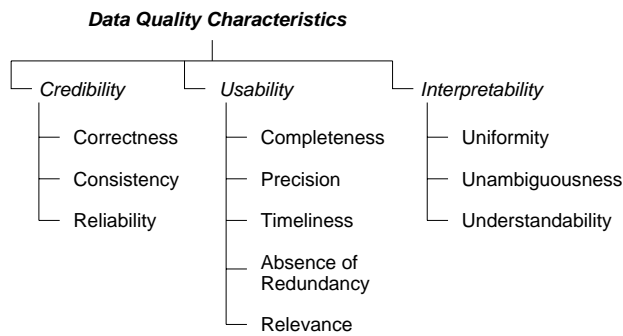 Data Quality Characteristics
Credibility
Usability
Interpretability
Correctness
Completeness
Uniformity
Consistency
Precision
Unambiguousness
Reliability
Timeliness
Understandability
Absence of
Redundancy
Relevance